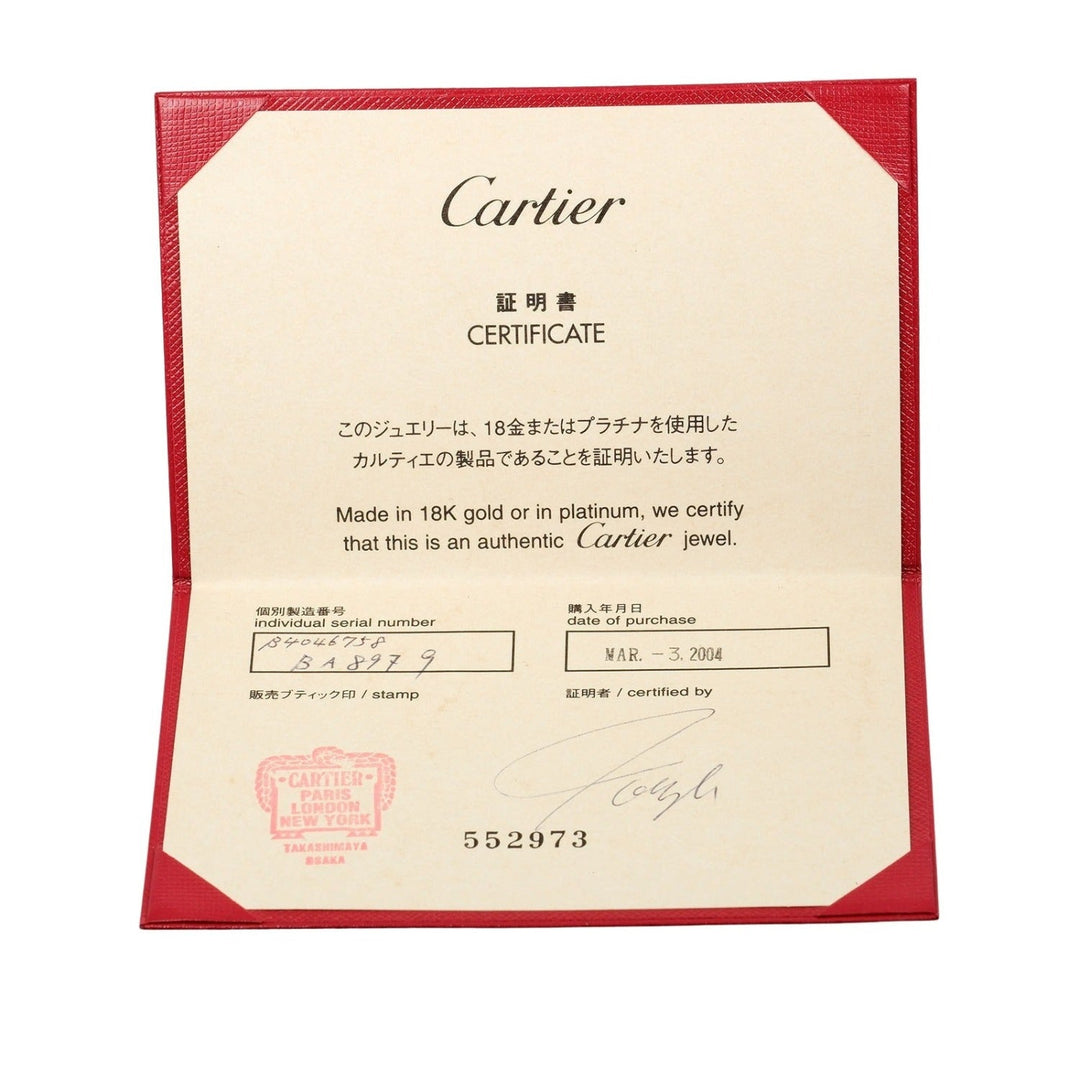 Cartier
証明書
CERTIFICATE
このジュエリーは、18金またはプラチナを使用した
カルティエの製品であることを証明いたします。
Made in 18K gold or in platinum, we certify
that this is an authentic Cartier jewel.
個別製造番号
individual serial number
B4046758
BA8979
販売ブティック印 / stamp
購入年月日
date of purchase
MAR. -3. 2004
証明者 / certified by
·CARTIER·
PARIS
LONDON
NEW YORK
TAKASHIMAYA
OSAKA
552973